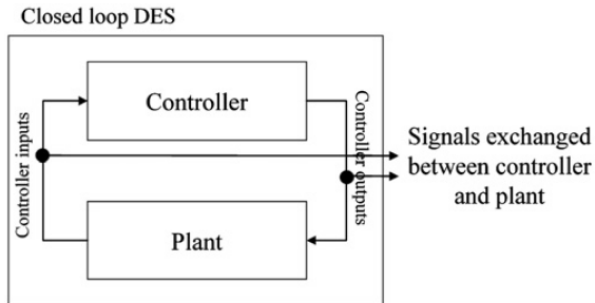 Closed loop DES
Controller
Controller inputs
Controller outputs
Plant
Signals exchanged
between controller
and plant